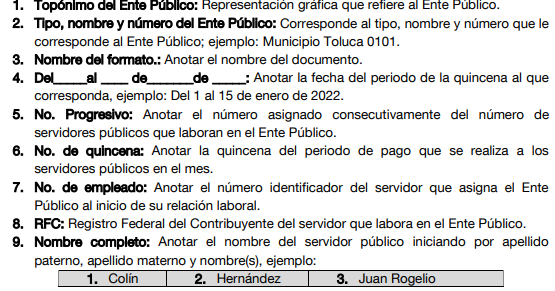 1. Topónimo del Ente Público: Representación gráfica que refiere al Ente Público.
2. Tipo, nombre y número del Ente Público: Corresponde al tipo, nombre y número que le
corresponde al Ente Público; ejemplo: Municipio Toluca 0101.
3. Nombre del formato.: Anotar el nombre del documento.
4. Del_____al ____ de_______de _____: Anotar la fecha del periodo de la quincena al que
corresponda, ejemplo: Del 1 al 15 de enero de 2022.
5. No. Progresivo: Anotar el número asignado consecutivamente del número de
servidores públicos que laboran en el Ente Público.
6. No. de quincena: Anotar la quincena del periodo de pago que se realiza a los
servidores públicos en el mes.
7. No. de empleado: Anotar el número identificador del servidor que asigna el Ente
Público al inicio de su relación laboral.
8. RFC: Registro Federal del Contribuyente del servidor que labora en el Ente Público.
9. Nombre completo: Anotar el nombre del servidor público iniciando por apellido
paterno, apellido materno y nombre(s), ejemplo:
1. Colín 2. Hernández 3. Juan Rogelio